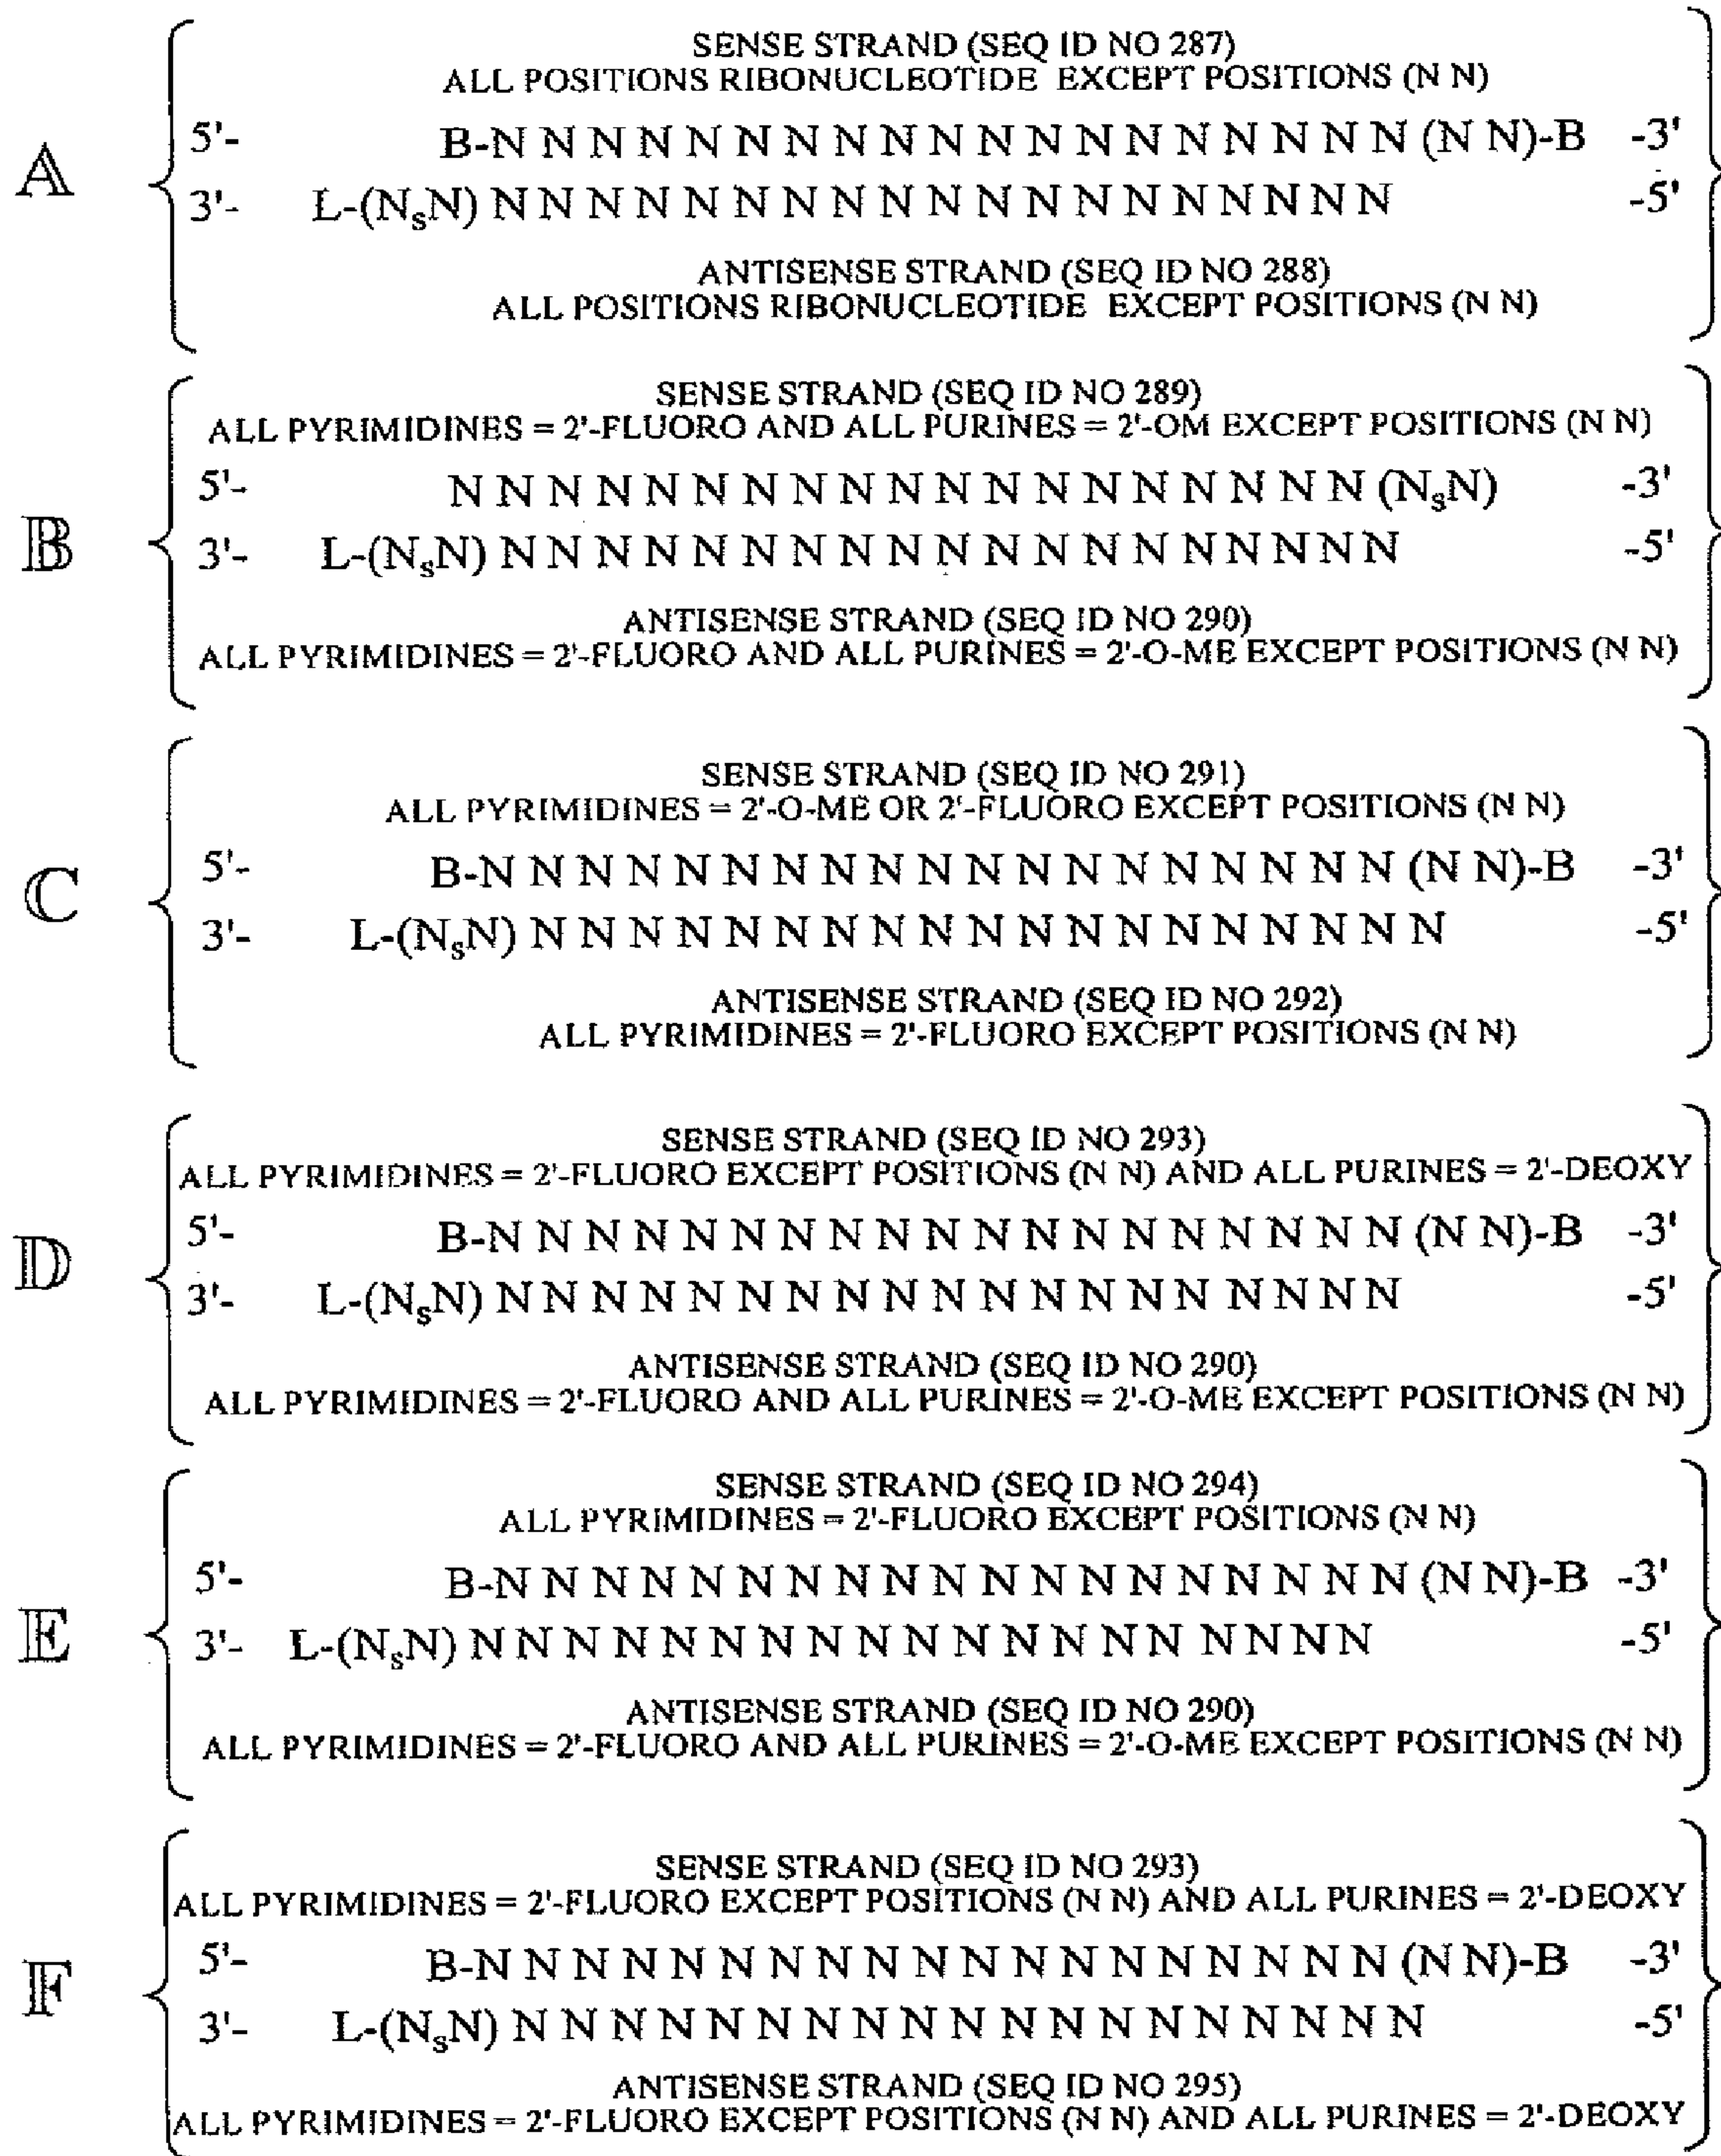 A
SENSE STRAND (SEQ ID NO 287)
ALL POSITIONS RIBONUCLEOTIDE EXCEPT POSITIONS (N N)
5'- B-N N N N N N N N N N N N N N N N N N N (N N)-B -3'
3'- L-(NsN) N N N N N N N N N N N N N N N N N N N -5'
ANTISENSE STRAND (SEQ ID NO 288)
ALL POSITIONS RIBONUCLEOTIDE EXCEPT POSITIONS (N N)
B
SENSE STRAND (SEQ ID NO 289)
ALL PYRIMIDINES = 2'-FLUORO AND ALL PURINES = 2'-OM EXCEPT POSITIONS (N N)
5'- N N N N N N N N N N N N N N N N N N N (NsN) -3'
3'- L-(NsN) N N N N N N N N N N N N N N N N N N N -5'
ANTISENSE STRAND (SEQ ID NO 290)
ALL PYRIMIDINES = 2'-FLUORO AND ALL PURINES = 2'-O-ME EXCEPT POSITIONS (N N)
C
SENSE STRAND (SEQ ID NO 291)
ALL PYRIMIDINES = 2'-O-ME OR 2'-FLUORO EXCEPT POSITIONS (N N)
5'- B-N N N N N N N N N N N N N N N N N N N (N N)-B -3'
3'- L-(NsN) N N N N N N N N N N N N N N N N N N N -5'
ANTISENSE STRAND (SEQ ID NO 292)
ALL PYRIMIDINES = 2'-FLUORO EXCEPT POSITIONS (N N)
D
SENSE STRAND (SEQ ID NO 293)
ALL PYRIMIDINES = 2'-FLUORO EXCEPT POSITIONS (N N) AND ALL PURINES = 2'-DEOXY
5'- B-N N N N N N N N N N N N N N N N N N N (N N)-B -3'
3'- L-(NsN) N N N N N N N N N N N N N N N N N N N -5'
ANTISENSE STRAND (SEQ ID NO 290)
ALL PYRIMIDINES = 2'-FLUORO AND ALL PURINES = 2'-O-ME EXCEPT POSITIONS (N N)
E
SENSE STRAND (SEQ ID NO 294)
ALL PYRIMIDINES = 2'-FLUORO EXCEPT POSITIONS (N N)
5'- B-N N N N N N N N N N N N N N N N N N N (N N)-B -3'
3'- L-(NsN) N N N N N N N N N N N N N N N N N N N -5'
ANTISENSE STRAND (SEQ ID NO 290)
ALL PYRIMIDINES = 2'-FLUORO AND ALL PURINES = 2'-O-ME EXCEPT POSITIONS (N N)
F
SENSE STRAND (SEQ ID NO 293)
ALL PYRIMIDINES = 2'-FLUORO EXCEPT POSITIONS (N N) AND ALL PURINES = 2'-DEOXY
5'- B-N N N N N N N N N N N N N N N N N N N (N N)-B -3'
3'- L-(NsN) N N N N N N N N N N N N N N N N N N N -5'
ANTISENSE STRAND (SEQ ID NO 295)
ALL PYRIMIDINES = 2'-FLUORO EXCEPT POSITIONS (N N) AND ALL PURINES = 2'-DEOXY